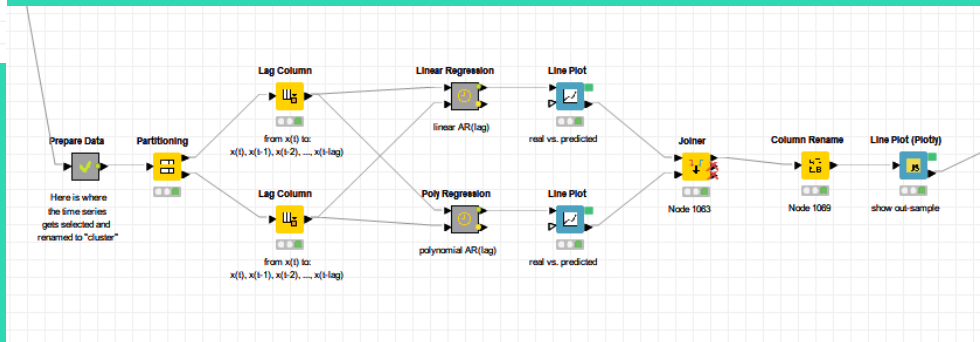 Lag Column
Linear Regression
Line Plot
linear AR(lag)
real vs. predicted
from x(t) to:
x(t), x(t-1), x(t-2), ..., x(t-lag)
Prepare Data
Partitioning
Joiner
Column Rename
Line Plot (Plotly)
Here is where
the time series
gets selected and
renamed to "cluster"
Node 1063
Node 1069
show out-sample
Lag Column
Poly Regression
Line Plot
polynomial AR(lag)
real vs. predicted
from x(t) to:
x(t), x(t-1), x(t-2), ..., x(t-lag)